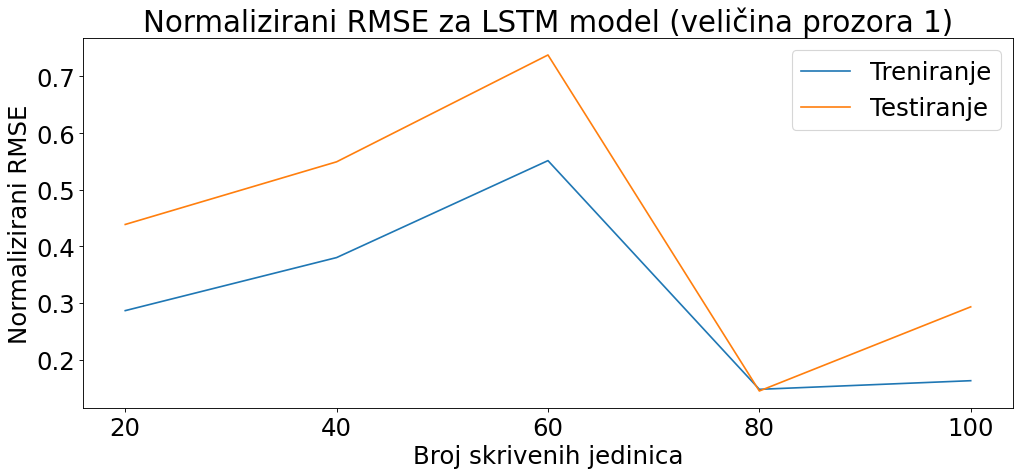 Normalizirani RMSE za LSTM model (veličina prozora 1)
Treniranje
Testiranje
Normalizirani RMSE
0.7
0.6
0.5
0.4
0.3
0.2
20 40 60 80 100
Broj skrivenih jedinica